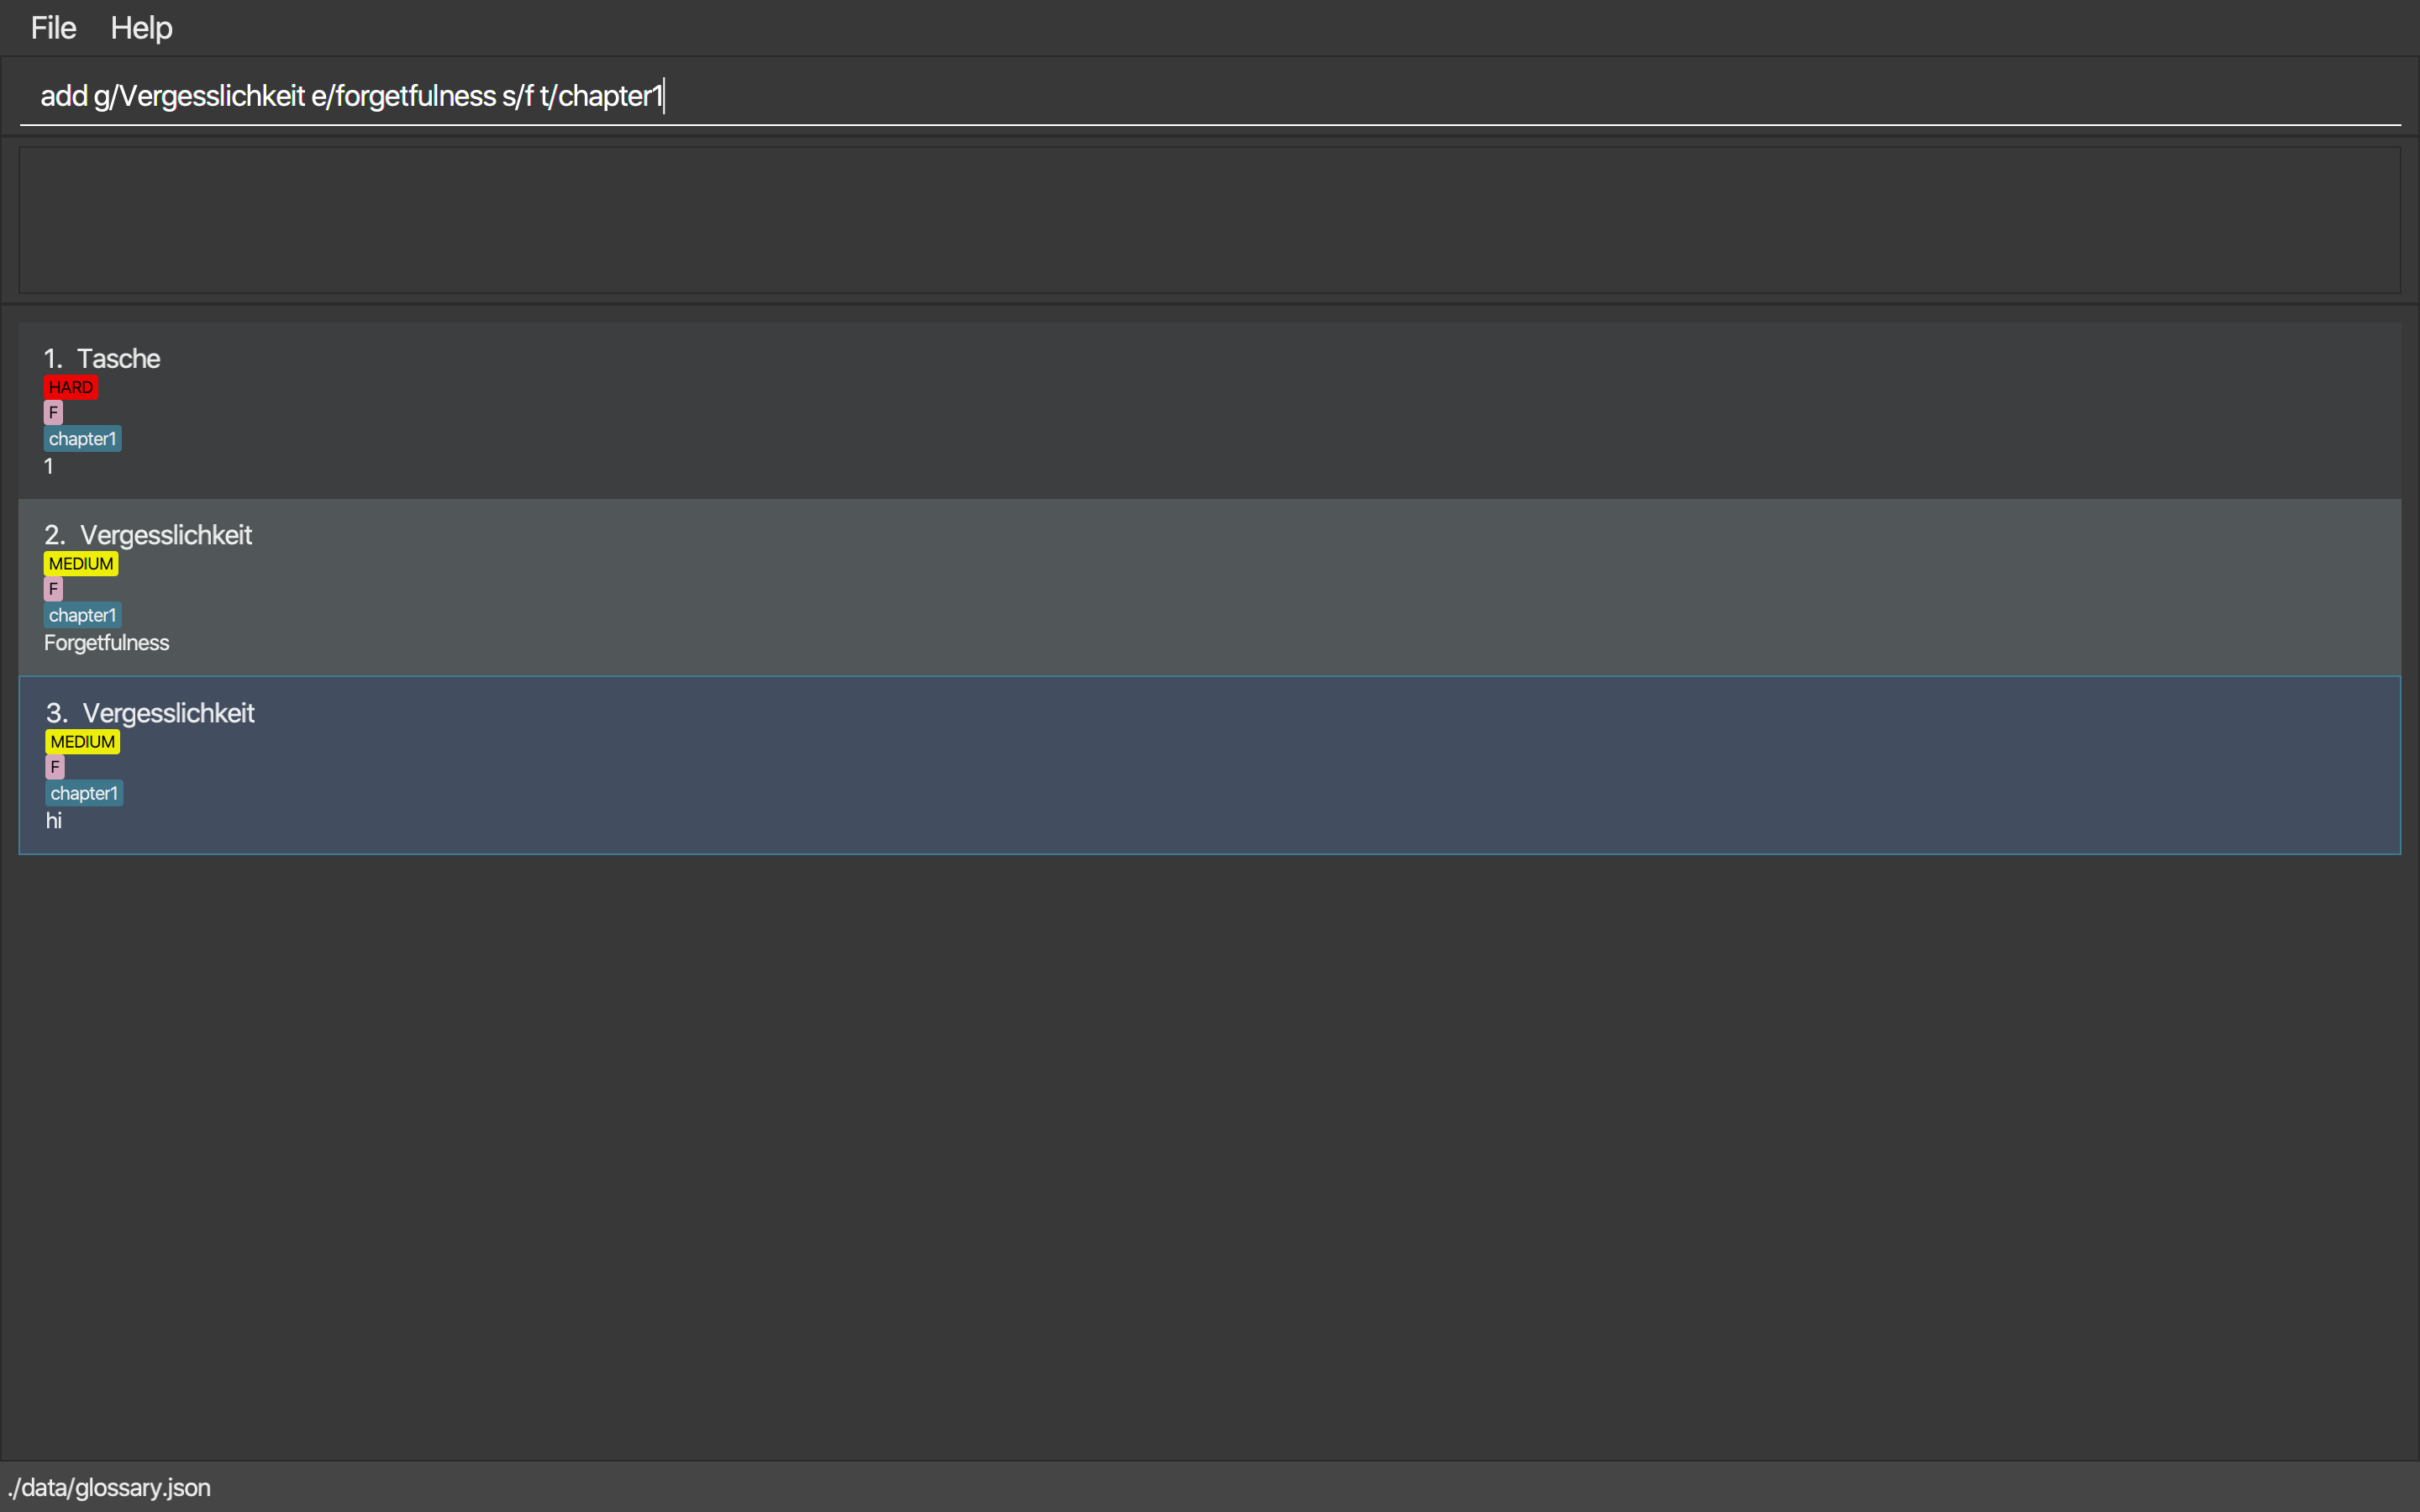 File Help
add g/Vergesslichkeit e/forgetfulness s/f t/chapter1
1. Tasche
HARD
F
chapter1
1
2. Vergesslichkeit
MEDIUM
F
chapter1
Forgetfulness
3. Vergesslichkeit
MEDIUM
F
chapter1
hi
./data/glossary.json